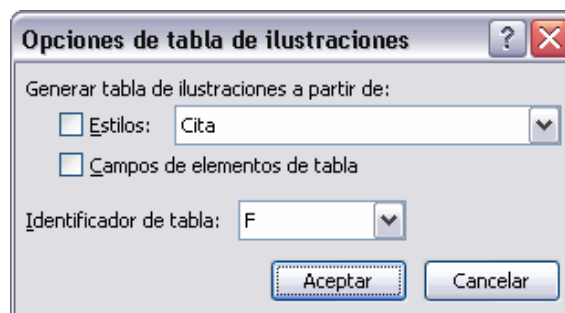 Opciones de tabla de ilustraciones
Generar tabla de ilustraciones a partir de:
Estilos: Cita
Campos de elementos de tabla
Identificador de tabla: F
Aceptar Cancelar